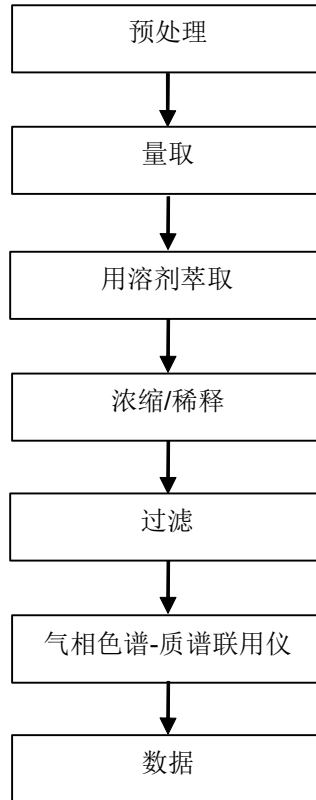 预处理
量取
用溶剂萃取
浓缩/稀释
过滤
气相色谱-质谱联用仪
数据